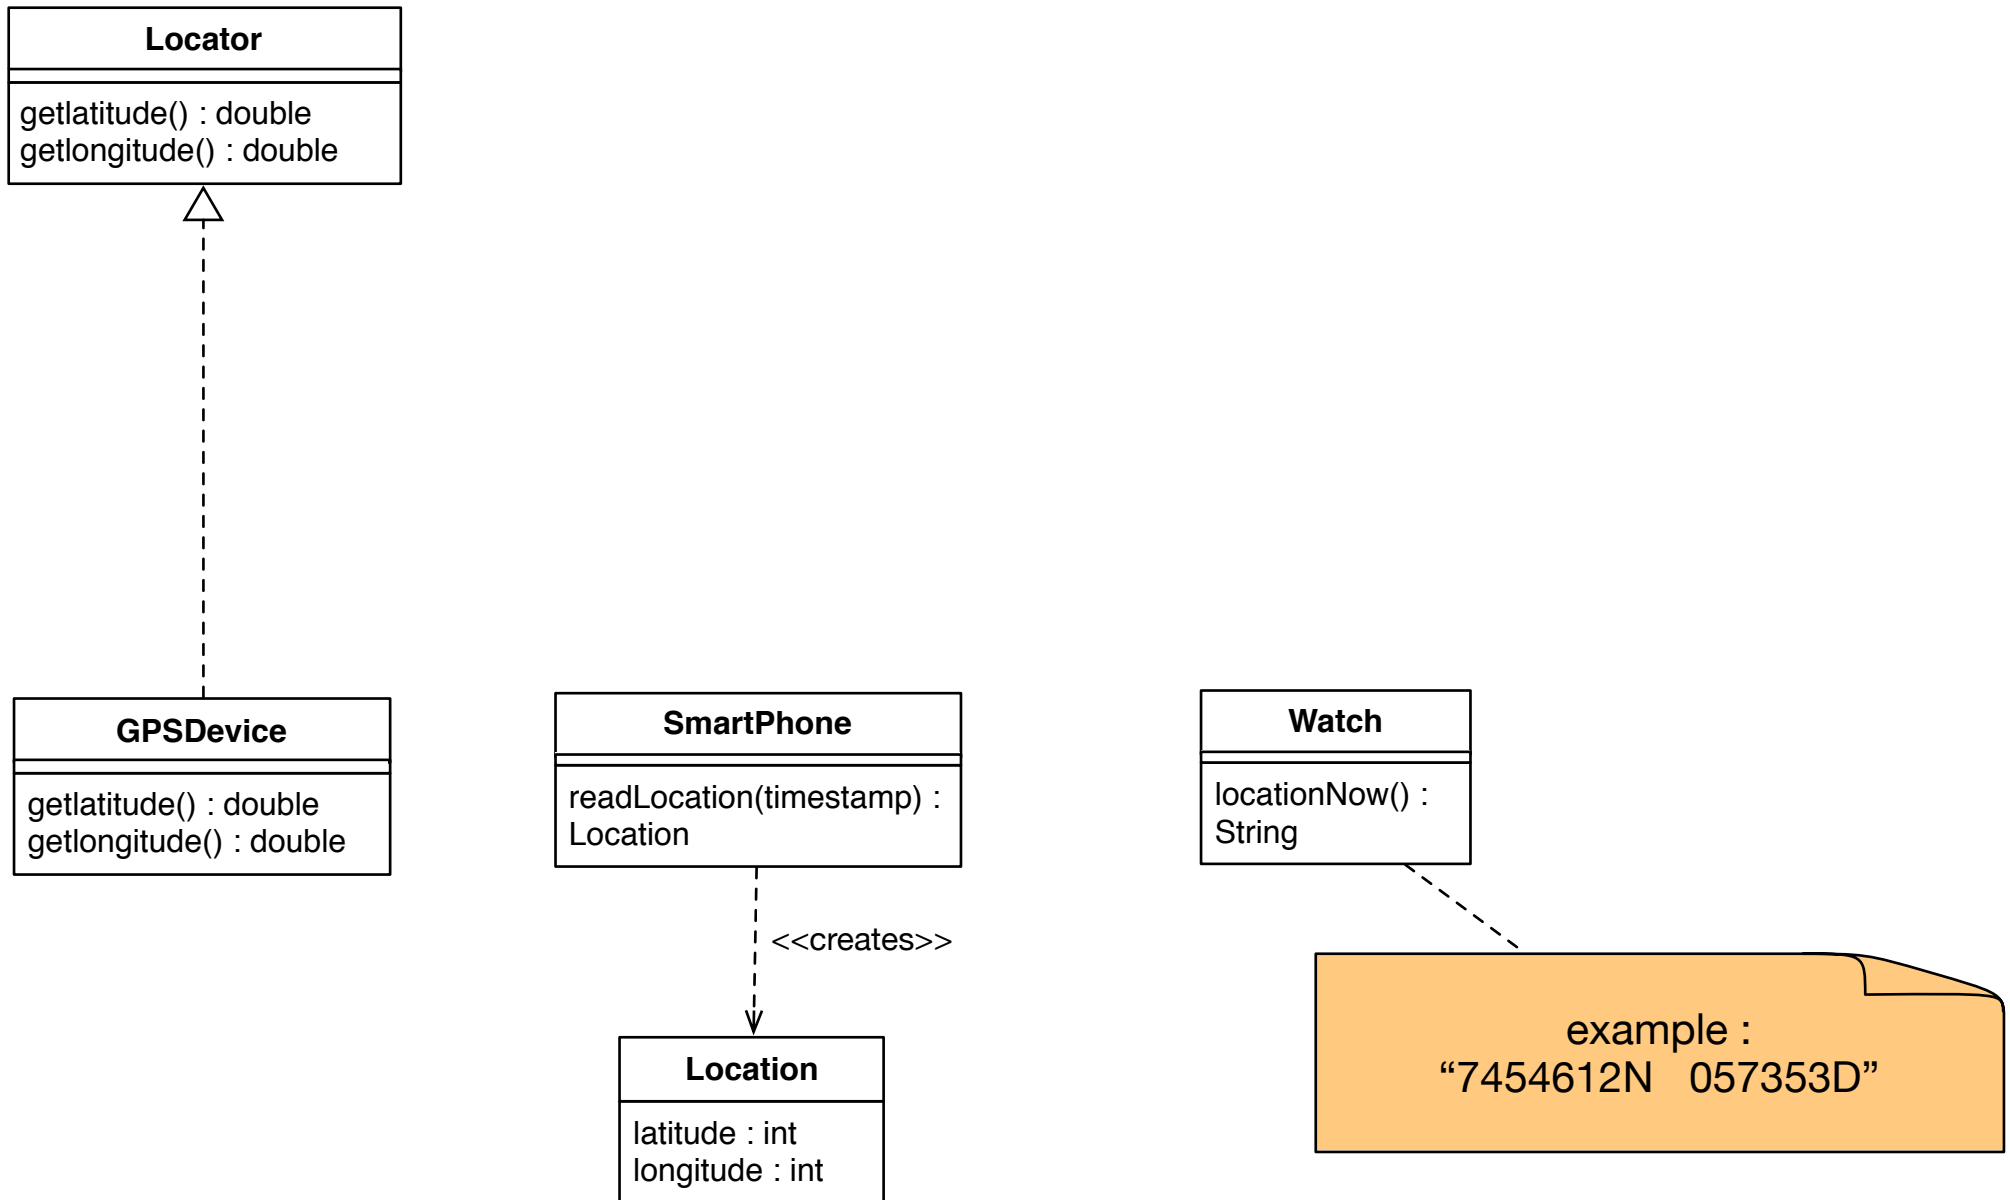 Locator
getlatitude() : double
getlongitude() : double
GPSDevice
getlatitude() : double
getlongitude() : double
SmartPhone
readLocation(timestamp) :
Location
<<creates>>
Location
latitude : int
longitude : int
Watch
locationNow() :
String
example :
“7454612N   057353D”